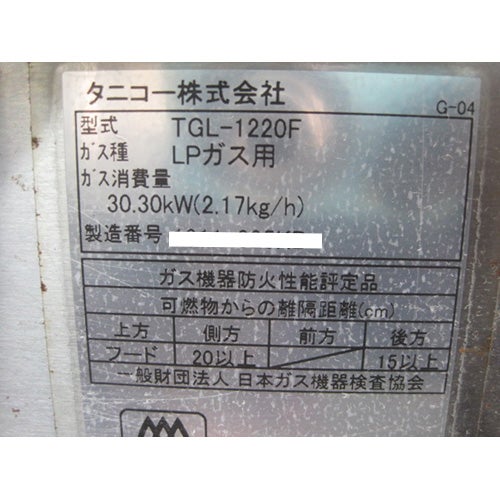 タニコー株式会社
G-04
型式 TGL-1220F
ガス種 LPガス用
ガス消費量
30.30kW(2.17kg/h)
製造番号
ガス機器防火性能評定品
可燃物からの離隔距離(cm)
上方 側方 前方 後方
フード 20以上 15以上
一般財団法人 日本ガス機器検査協会